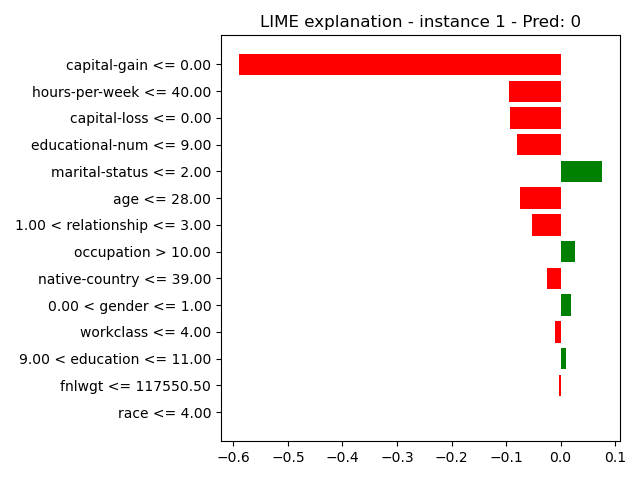 LIME explanation - instance 1 - Pred: 0
capital-gain <= 0.00
hours-per-week <= 40.00
capital-loss <= 0.00
educational-num <= 9.00
marital-status <= 2.00
age <= 28.00
1.00 < relationship <= 3.00
occupation > 10.00
native-country <= 39.00
0.00 < gender <= 1.00
workclass <= 4.00
9.00 < education <= 11.00
fnlwgt <= 117550.50
race <= 4.00
−0.6 −0.5 −0.4 −0.3 −0.2 −0.1 0.0 0.1